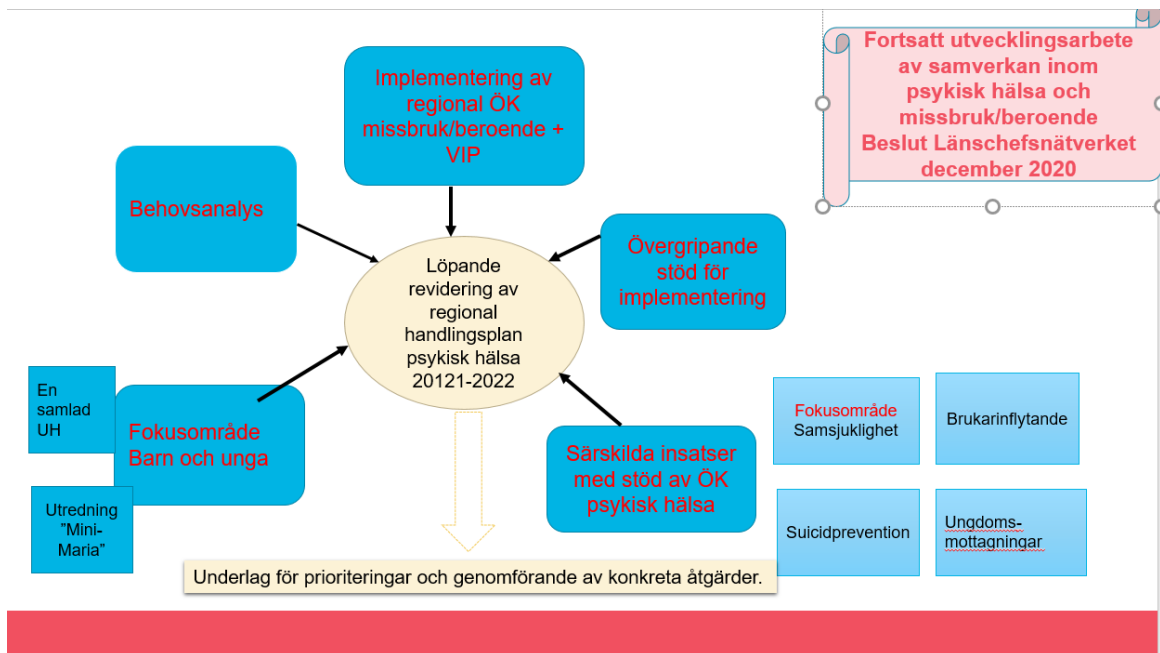 Fortsatt utvecklingsarbete
av samverkan inom
psykisk hälsa och
missbruk/beroende
Beslut Länschefsnätverket
december 2020
Implementering av
regional ÖK
missbruk/beroende +
VIP
Behovsanalys
Övergripande
stöd för
implementering
Löpande
revidering av
regional
handlingsplan
psykisk hälsa
20121-2022
En
samlad
UH
Fokusområde
Barn och unga
Utredning
"Mini-
Maria"
Särskilda insatser
med stöd av ÖK
psykisk hälsa
Fokusområde
Samsjuklighet
Brukarinflytande
Suicidprevention
Ungdoms-
mottagningar
Underlag för prioriteringar och genomförande av konkreta åtgärder.